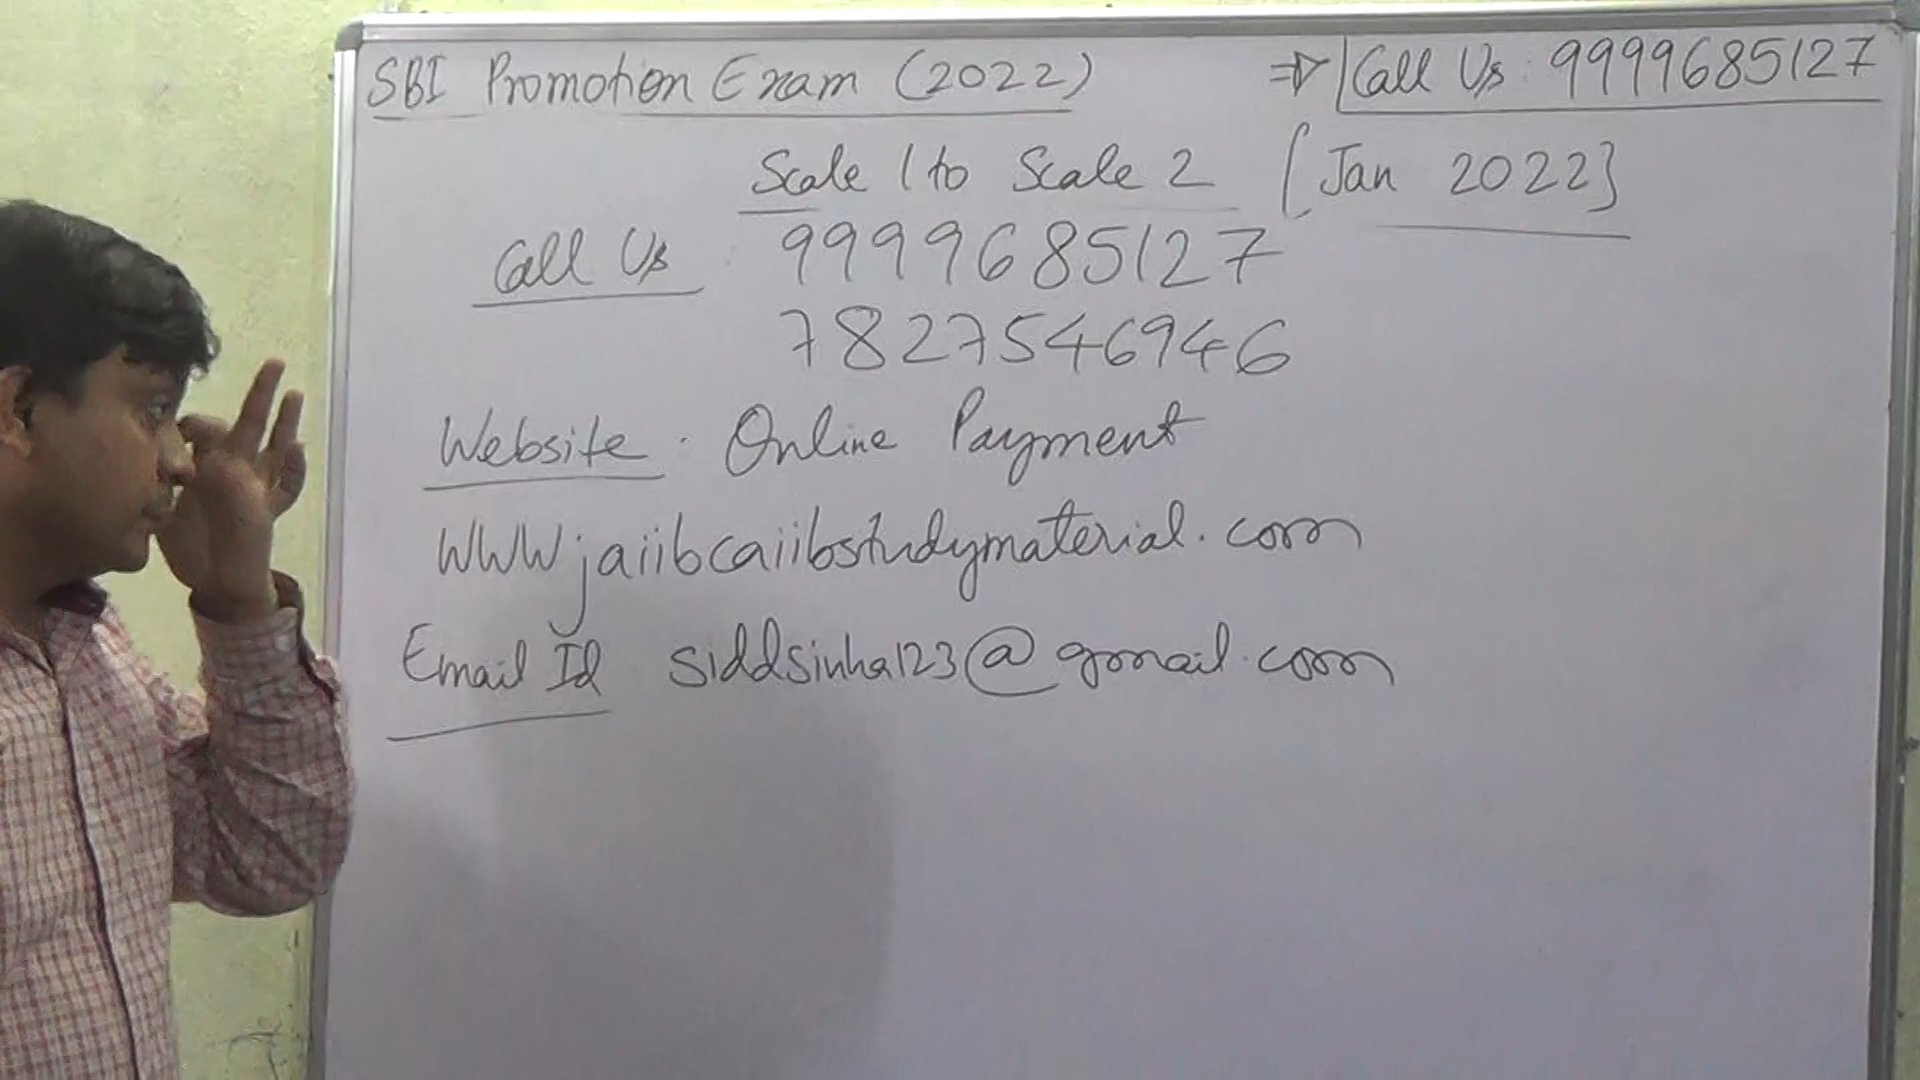 SBI Promotion Exam (2022) ⇒ Call Us: 9999685127
Scale 1 to Scale 2 [Jan 2022]
Call Us : 9999685127
7827546946
Website : Online Payment
WWW.jaiibcaiibstudymaterial.com
Email Id siddsinha123@gmail.com